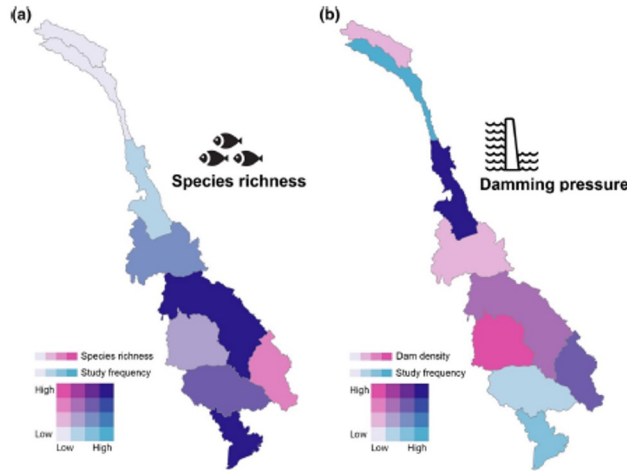 (a)
Species richness
Species richness
Study frequency
High
Low
Low High
(b)
Damming pressure
Dam density
Study frequency
High
Low
Low High